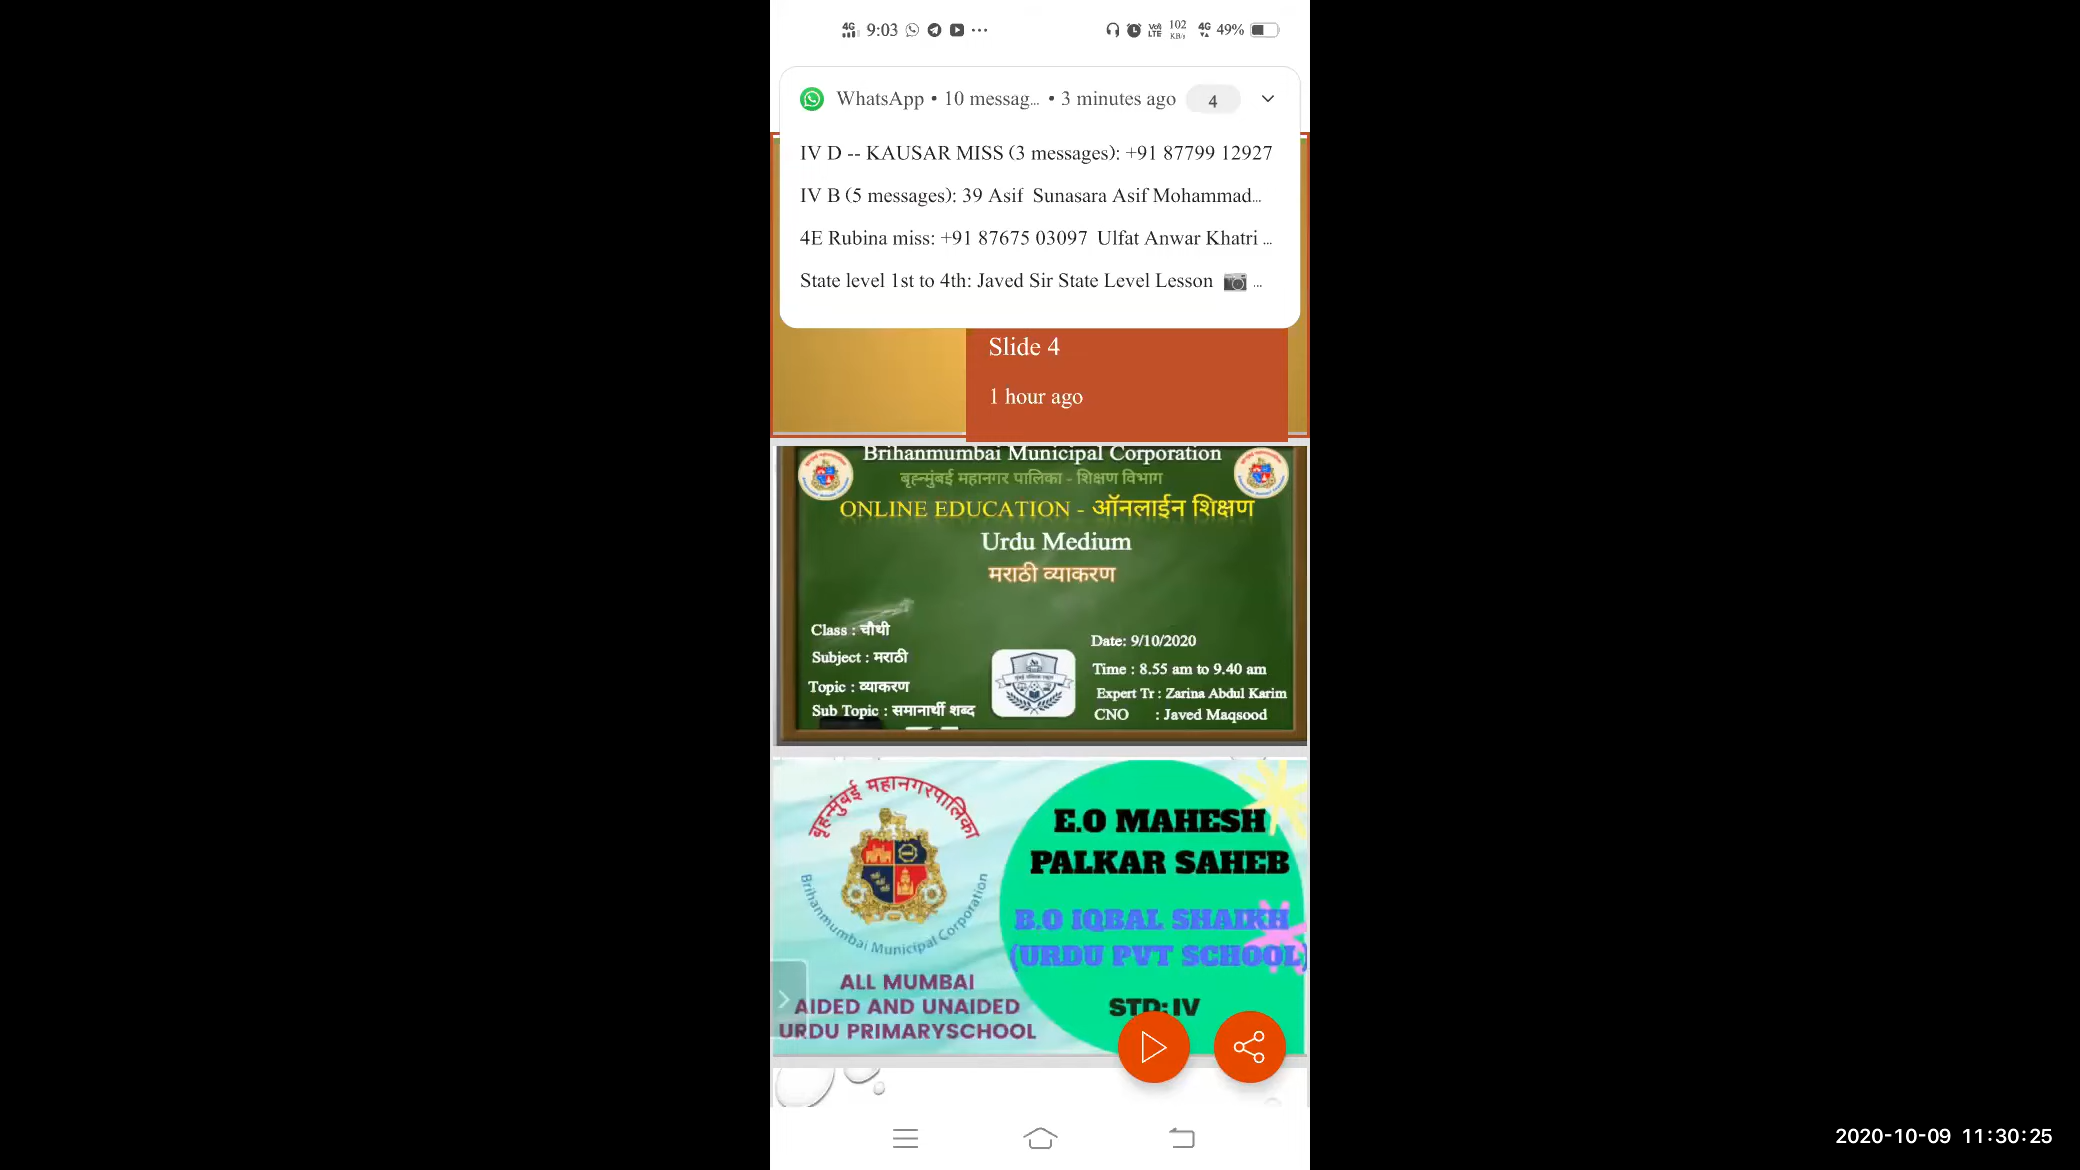 4G 9:03 ... VoLTE 102 KB/s 4G 49%
WhatsApp • 10 messag... • 3 minutes ago 4
IV D -- KAUSAR MISS (3 messages): +91 87799 12927
IV B (5 messages): 39 Asif Sunasara Asif Mohammad...
4E Rubina miss: +91 87675 03097 Ulfat Anwar Khatri ...
State level 1st to 4th: Javed Sir State Level Lesson 📷 ...
Slide 4
1 hour ago
Brihanmumbai Municipal Corporation
बृहन्मुंबई महानगर पालिका - शिक्षण विभाग
ONLINE EDUCATION - ऑनलाईन शिक्षण
Urdu Medium
मराठी व्याकरण
Class : चौथी
Subject : मराठी
Topic : व्याकरण
Sub Topic : समानार्थी शब्द
Date: 9/10/2020
Time : 8.55 am to 9.40 am
Expert Tr : Zarina Abdul Karim
CNO : Javed Maqsood
बृहन्मुंबई महानगरपालिका
Brihanmumbai Municipal Corporation
ALL MUMBAI
AIDED AND UNAIDED
URDU PRIMARYSCHOOL
E.O MAHESH
PALKAR SAHEB
B.O IQBAL SHAIKH
(URDU PVT SCHOOL)
STD:IV
2020-10-09 11:30:25